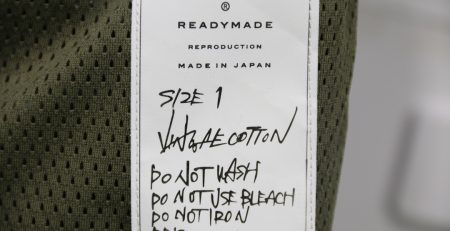 ®
READYMADE
REPRODUCTION
MADE IN JAPAN
SIZE 1
VINTAGE COTTON
DO NOT WASH
DO NOT USE BLEACH
DO NOT IRON